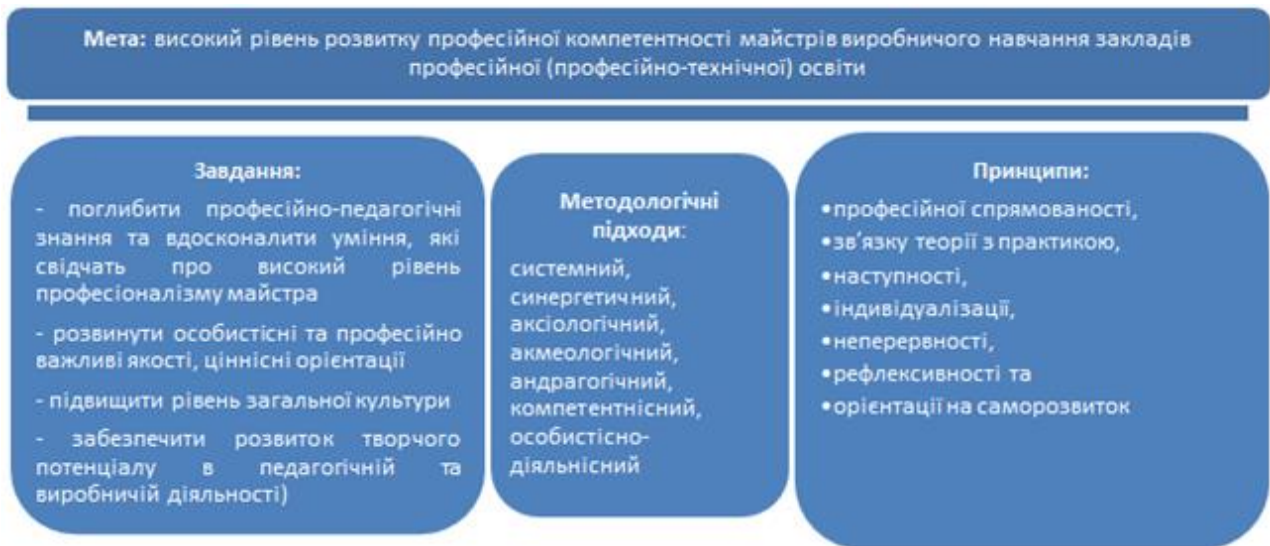 Мета: високий рівень розвитку професійної компетентності майстрів виробничого навчання закладів
професійної (професійно-технічної) освіти
Завдання:
- поглибити професійно-педагогічні
знання та вдосконалити уміння, які
свідчать про високий рівень
професіоналізму майстра
- розвинути особистісні та професійно
важливі якості, ціннісні орієнтації
- підвищити рівень загальної культури
- забезпечити розвиток творчого
потенціалу в педагогічній та
виробничій діяльності)
Методологічні
підходи:
системний,
синергетичний,
аксіологічний,
акмеологічний,
андрагогічний,
компетентнісний,
особистісно-
діяльнісний
Принципи:
•професійної спрямованості,
•зв’язку теорії з практикою,
•наступності,
•індивідуалізації,
•неперервності,
•рефлексивності та
•орієнтації на саморозвиток